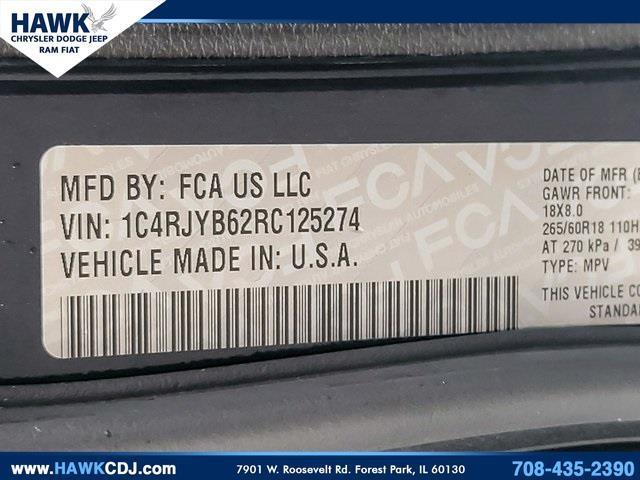 HAWK
CHRYSLER DODGE JEEP
RAM FIAT
MFD BY: FCA US LLC
VIN: 1C4RJYB62RC125274
VEHICLE MADE IN: U.S.A.
DATE OF MFR
GAWR FRONT:
18X8.0
265/60R18 110H
AT 270 kPa / 39
TYPE: MPV
THIS VEHICLE CO
STANDA
www.HAWKCDJ.com
7901 W. Roosevelt Rd. Forest Park, IL 60130
708-435-2390